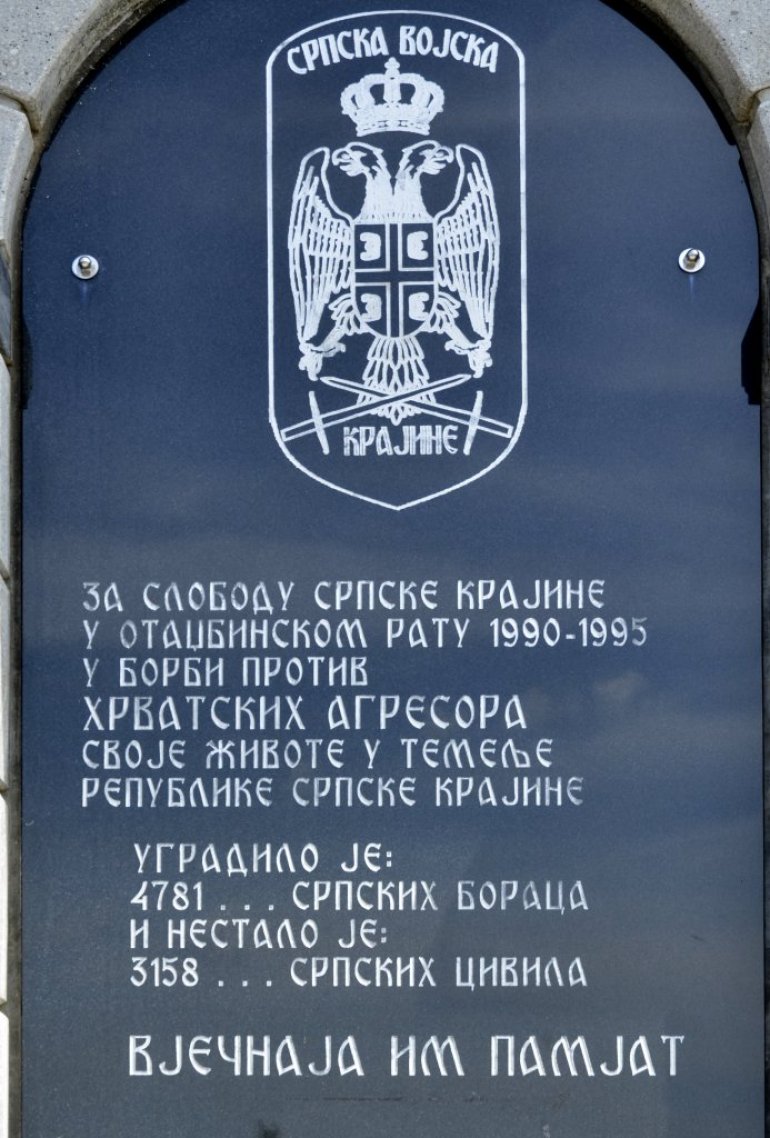 СРПСКА ВОЈСКА
КРАЈИНЕ
ЗА СЛОБОДУ СРПСКЕ КРАЈИНЕ
У ОТАЏБИНСКОМ РАТУ 1990-1995
У БОРБИ ПРОТИВ
ХРВАТСКИХ АГРЕСОРА
СВОЈЕ ЖИВОТЕ У ТЕМЕЉЕ
РЕПУБЛИКЕ СРПСКЕ КРАЈИНЕ
УГРАДИЛО ЈЕ:
4781 . . . СРПСКИХ БОРАЦА
И НЕСТАЛО ЈЕ:
3158 . . . СРПСКИХ ЦИВИЛА
ВЈЕЧНАЈА ИМ ПАМЈАТ